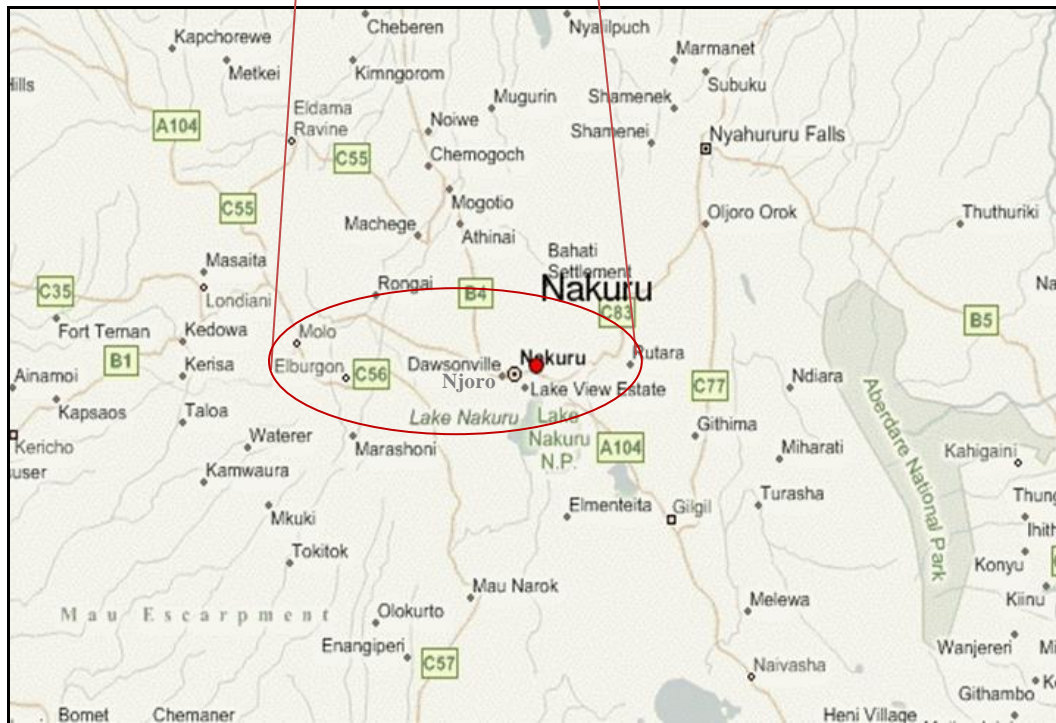 Cheberen
Nyalilpuch
Kapchorewe
Metkei
Kimngorom
Marmanet
Subuku
Hills
Mugurin
Shamenek
Eldama
Ravine
A104
Noiwe
Shamenei
Nyahururu Falls
C55
Chemogoch
C55
Mogotio
Machege
Athinai
Oljoro Orok
Thuthuriki
Bahati
Settlement
Masaita
Rongai
Nakuru
C35
Londiani
B4
C83
Na
B5
Fort Ternan
Kedowa
Molo
B1
Kerisa
Elburgon
C56
Dawsonville
Nakuru
Rutara
Ainamoi
Njoro
Lake View Estate
C77
Ndiara
Kapsaos
Taloa
Lake Nakuru
Lake
Nakuru
N.P.
Aberdare National Park
Kericho
Waterer
Marashoni
A104
Githima
Miharati
Kahigaini
user
Kamwaura
Mkuki
Elmenteita
Gilgil
Turasha
Thung
Ihith
Tokitok
Konyu
Mau Narok
Mau Escarpment
Olokurto
Melewa
Kiinu
Enangiperi
C57
Wanjereri
Mi
Naivasha
Githambo
Bomet
Chemaner
Heni Village